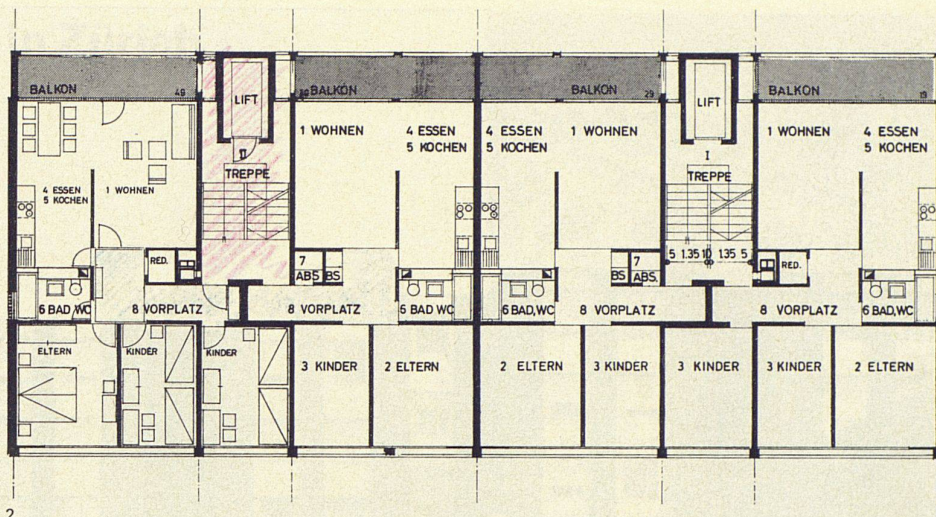 BALKON 49
LIFT
BALKON
BALKON 29
LIFT
BALKON 19
1 WOHNEN
4 ESSEN
5 KOCHEN
4 ESSEN
5 KOCHEN
1 WOHNEN
1 WOHNEN
4 ESSEN
5 KOCHEN
II
TREPPE
I
TREPPE
4 ESSEN
5 KOCHEN
1 WOHNEN
RED.
7
ABS.
BS
BS
7
ABS.
5 1.35 10 1.35 5
RED.
6 BAD,WC
8 VORPLATZ
8 VORPLATZ
5 BAD,WC
6 BAD,WC
8 VORPLATZ
8 VORPLATZ
6 BAD,WC
ELTERN
KINDER
KINDER
3 KINDER
2 ELTERN
2 ELTERN
3 KINDER
3 KINDER
3 KINDER
2 ELTERN
2